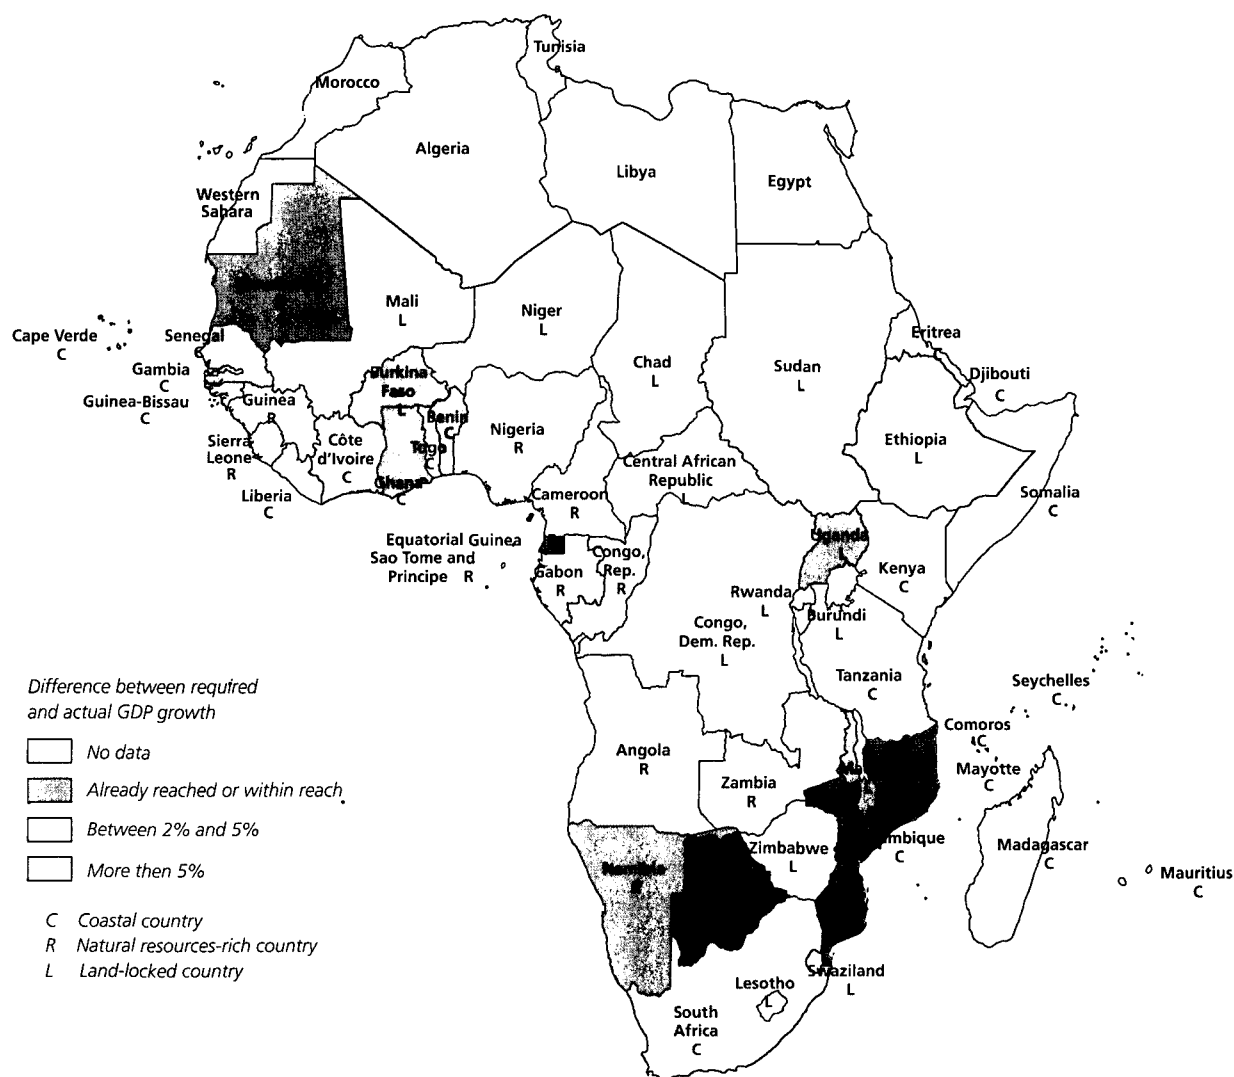 Tunisia
Morocco
Algeria
Libya
Egypt
Western
Sahara
Mali
L
Niger
L
Cape Verde
C
Senegal
Chad
L
Sudan
L
Eritrea
Djibouti
C
Gambia
C
Guinea-Bissau
C
Guinea
R
Burkina
Faso
L
Benin
C
Togo
C
Ghana
C
Nigeria
R
Ethiopia
L
Sierra
Leone
R
Côte
d'Ivoire
C
Liberia
C
Central African
Republic
L
Cameroon
R
Somalia
C
Equatorial Guinea
Sao Tome and
Principe R
Gabon
R
Congo,
Rep.
R
Uganda
L
Kenya
C
Rwanda
L
Burundi
L
Congo,
Dem. Rep.
L
Tanzania
C
Seychelles
C
Comoros
C
Mayotte
C
Angola
R
Zambia
R
Ma
mbique
C
Zimbabwe
L
Madagascar
C
Mauritius
C
Namibia
R
Swaziland
L
Lesotho
L
South
Africa
C
Difference between required
and actual GDP growth
No data
Already reached or within reach
Between 2% and 5%
More then 5%
C Coastal country
R Natural resources-rich country
L Land-locked country